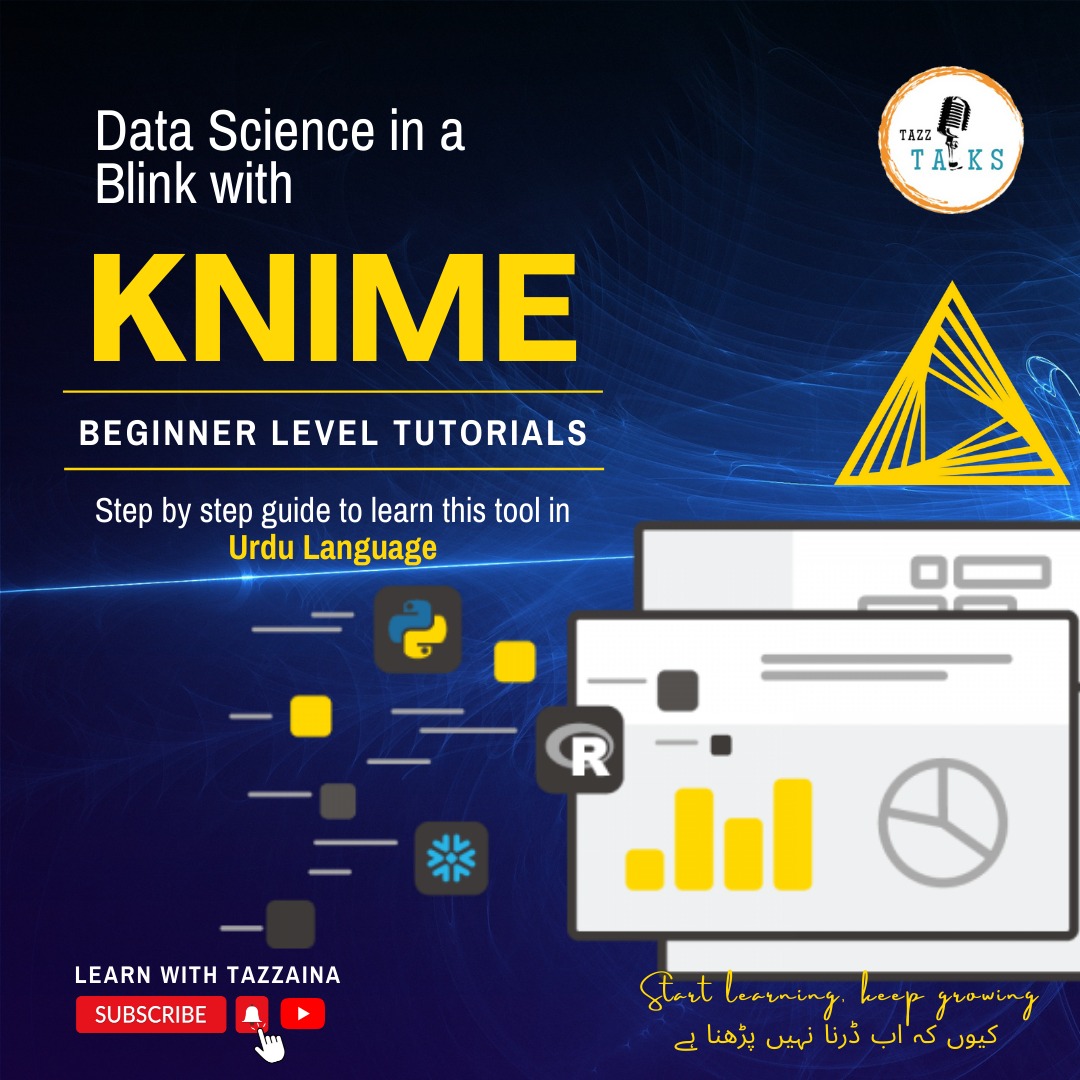 Data Science in a
Blink with
TAZZ
TALKS
KNIME
BEGINNER LEVEL TUTORIALS
Step by step guide to learn this tool in
Urdu Language
R
LEARN WITH TAZZAINA
SUBSCRIBE
Start learning, keep growing
کیوں کہ اب ڈرنا نہیں پڑھنا ہے